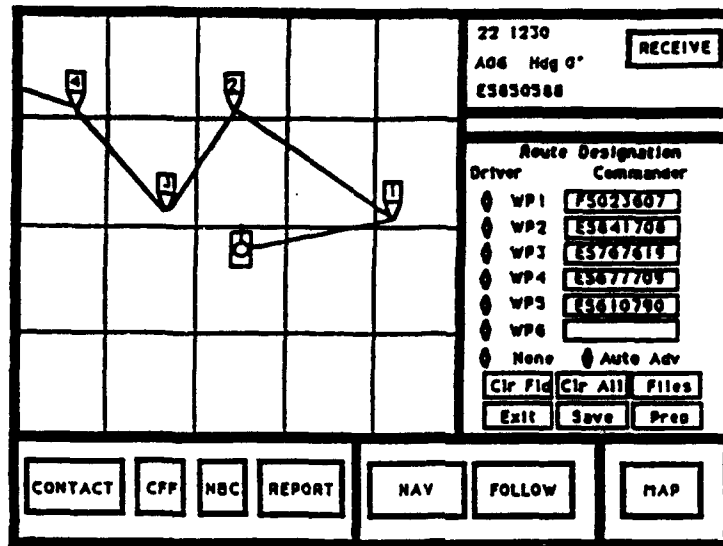 4
2
3
1
22 1230
RECEIVE
A06 Hdg 0°
ES850588
Route Designation
Driver Commander
WP1 FS023607
WP2 ES841708
WP3 ES767619
WP4 ES677709
WP5 ES610790
WP6
None Auto Adv
Clr Fld Clr All Files
Exit Save Prep
CONTACT CFF NBC REPORT NAV FOLLOW MAP